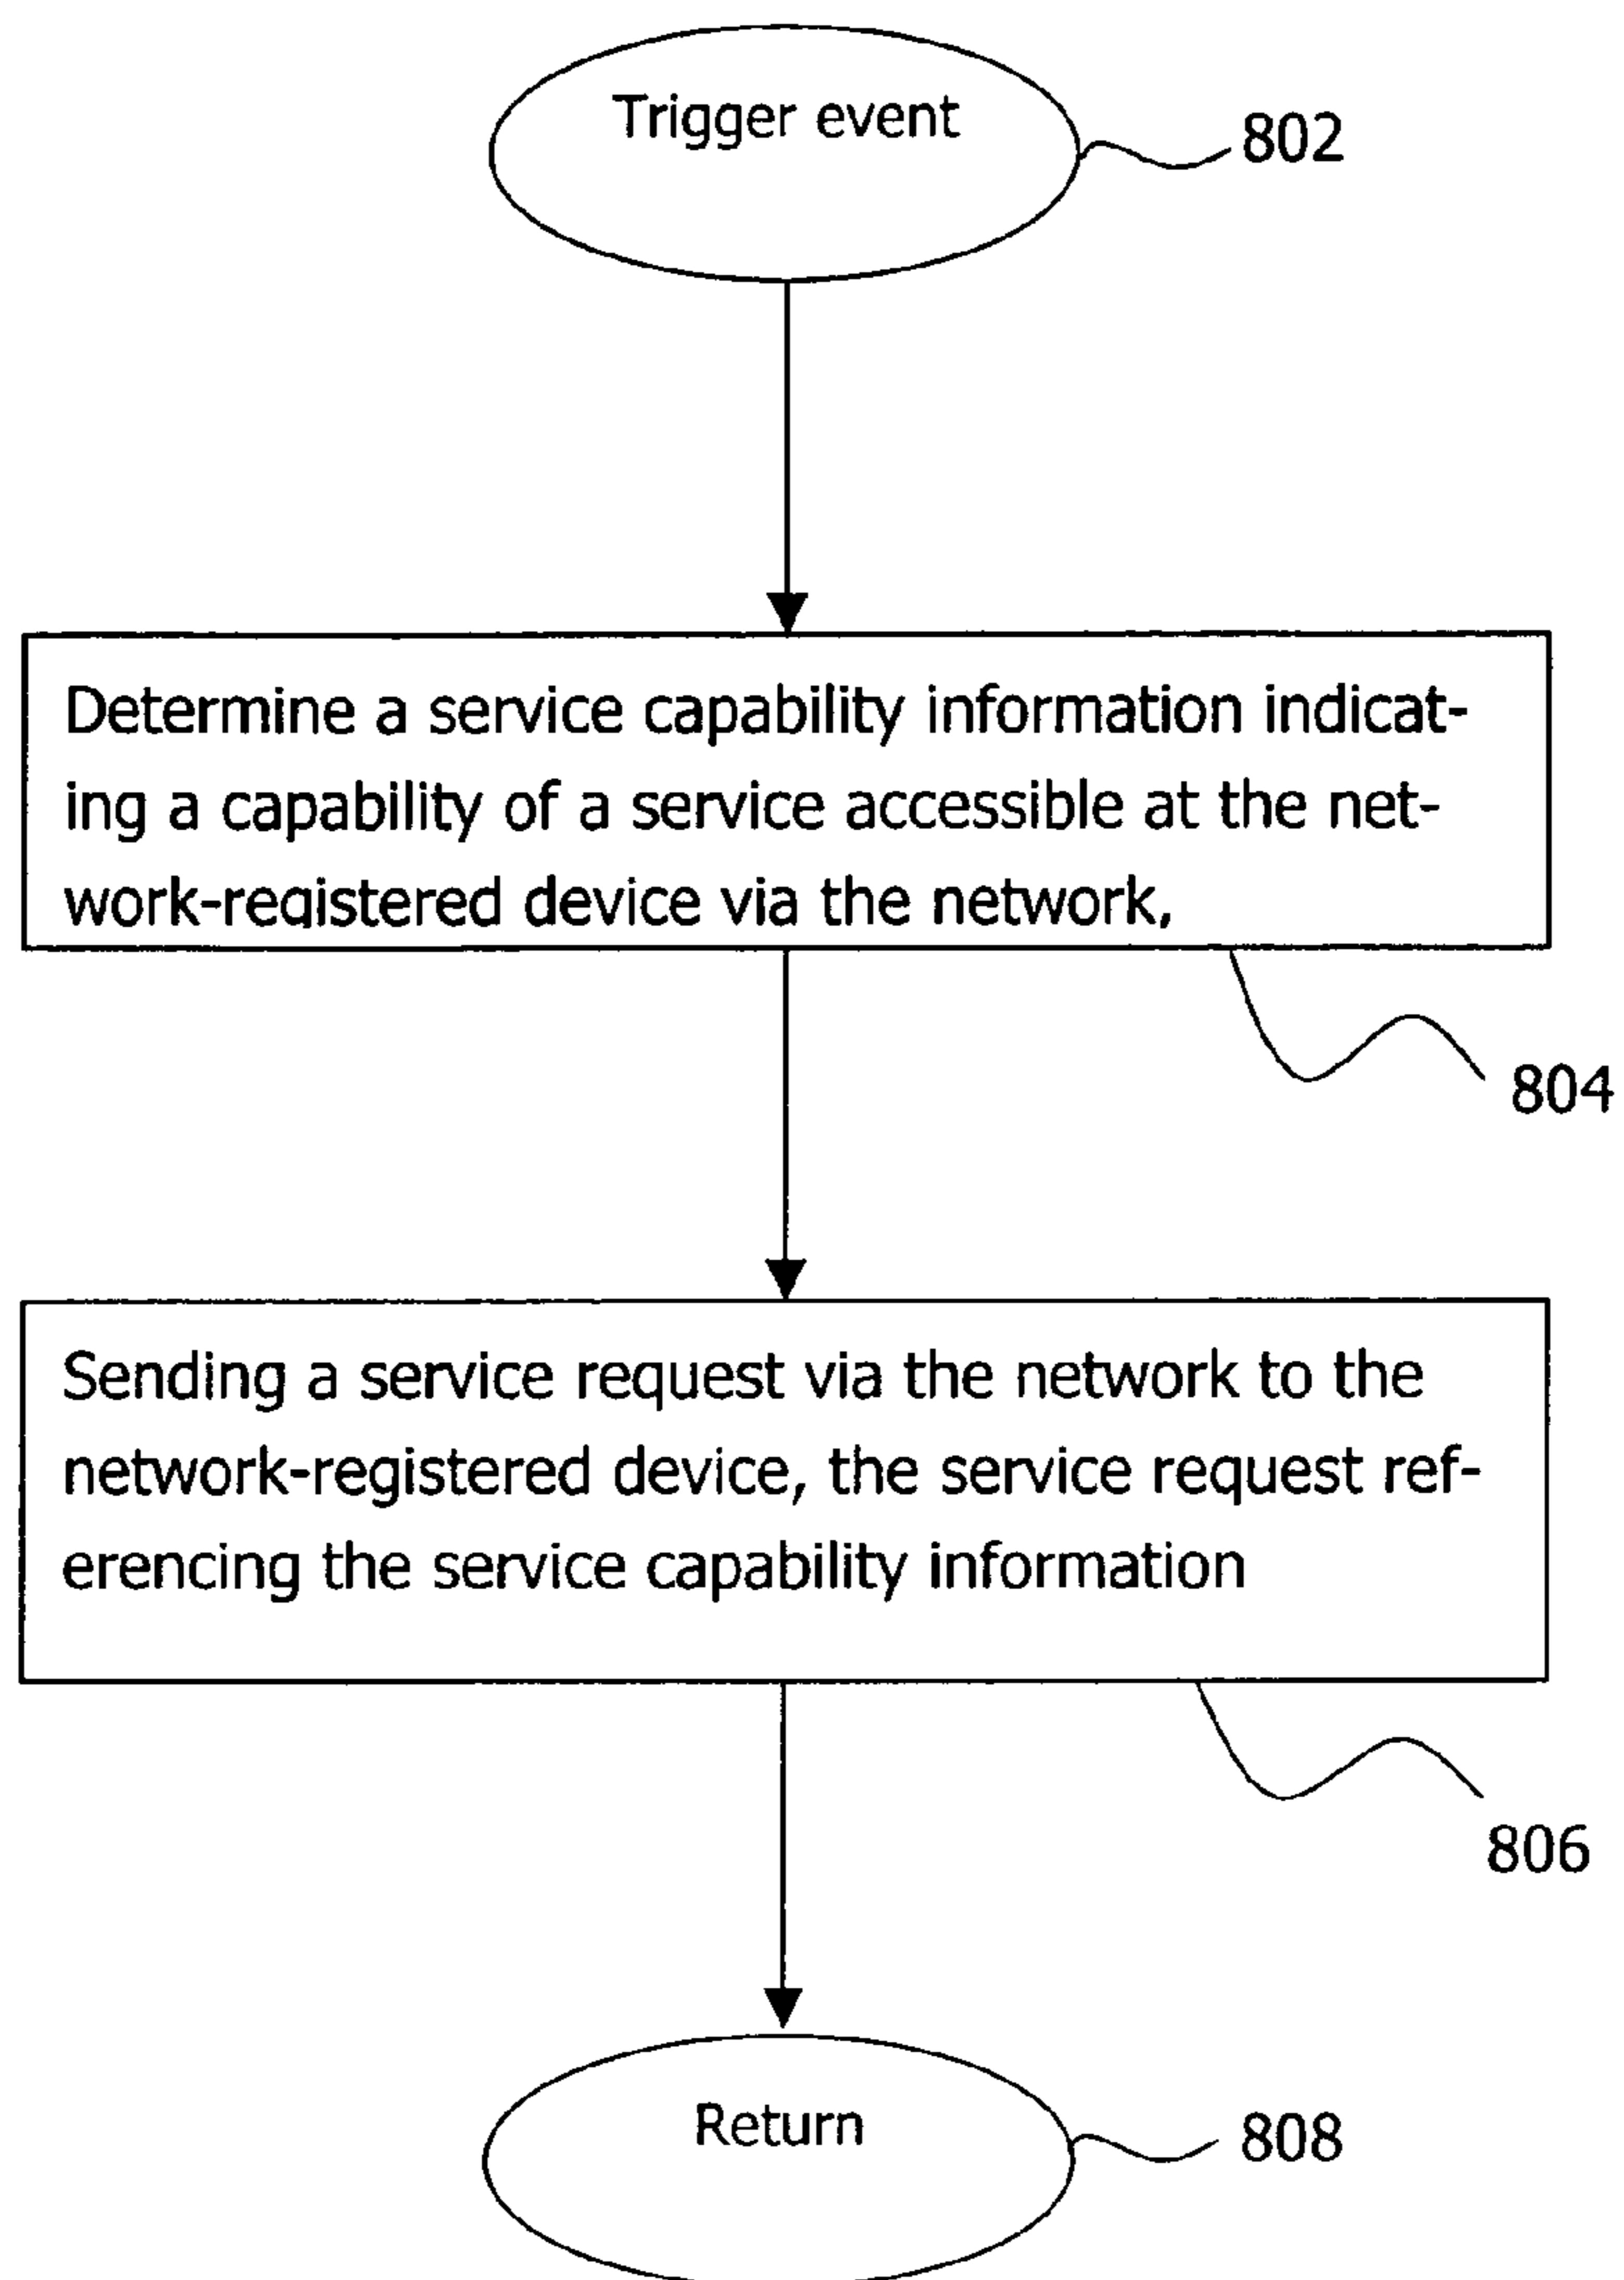 Trigger event
802
Determine a service capability information indicat-
ing a capability of a service accessible at the net-
work-registered device via the network,
804
Sending a service request via the network to the
network-registered device, the service request ref-
erencing the service capability information
806
Return
808